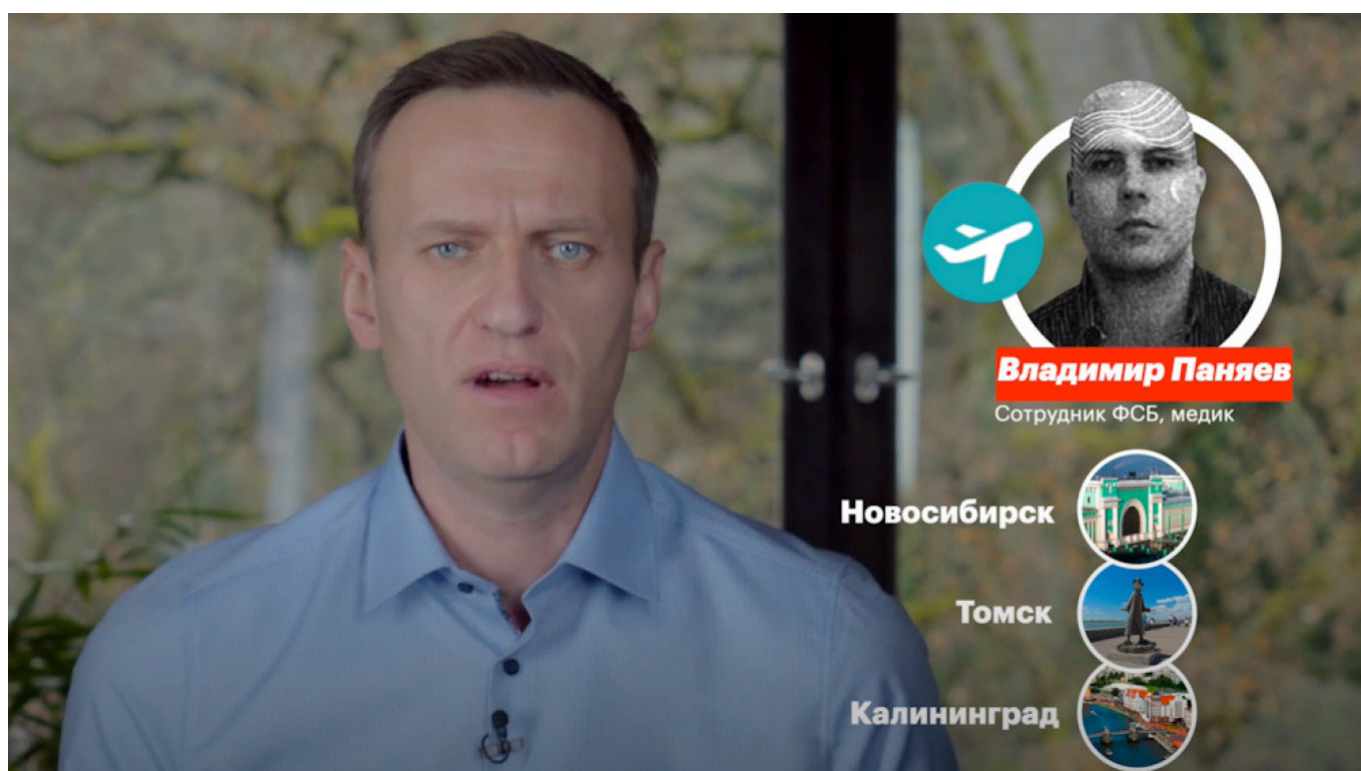 Владимир Паняев
Сотрудник ФСБ, медик
Новосибирск
Томск
Калининград